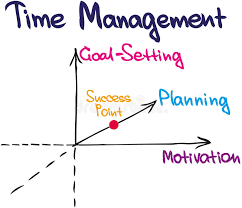 Time Management
Goal-Setting
Success
Point
Planning
Motivation